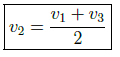 v₂ = (v₁ + v₃) / 2